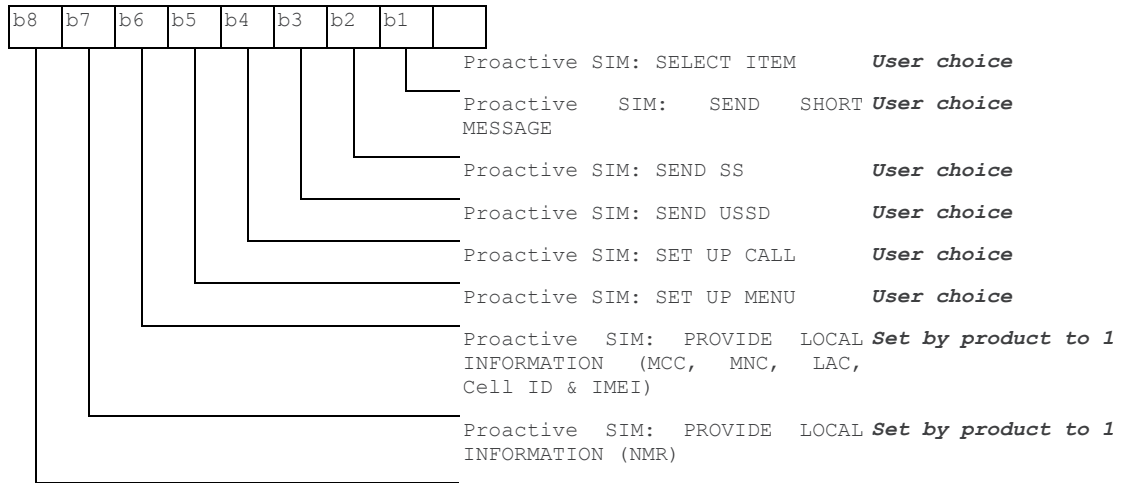 b8 b7 b6 b5 b4 b3 b2 b1
Proactive SIM: SELECT ITEM User choice
Proactive SIM: SEND SHORT User choice
MESSAGE
Proactive SIM: SEND SS User choice
Proactive SIM: SEND USSD User choice
Proactive SIM: SET UP CALL User choice
Proactive SIM: SET UP MENU User choice
Proactive SIM: PROVIDE LOCAL Set by product to 1
INFORMATION (MCC, MNC, LAC,
Cell ID & IMEI)
Proactive SIM: PROVIDE LOCAL Set by product to 1
INFORMATION (NMR)